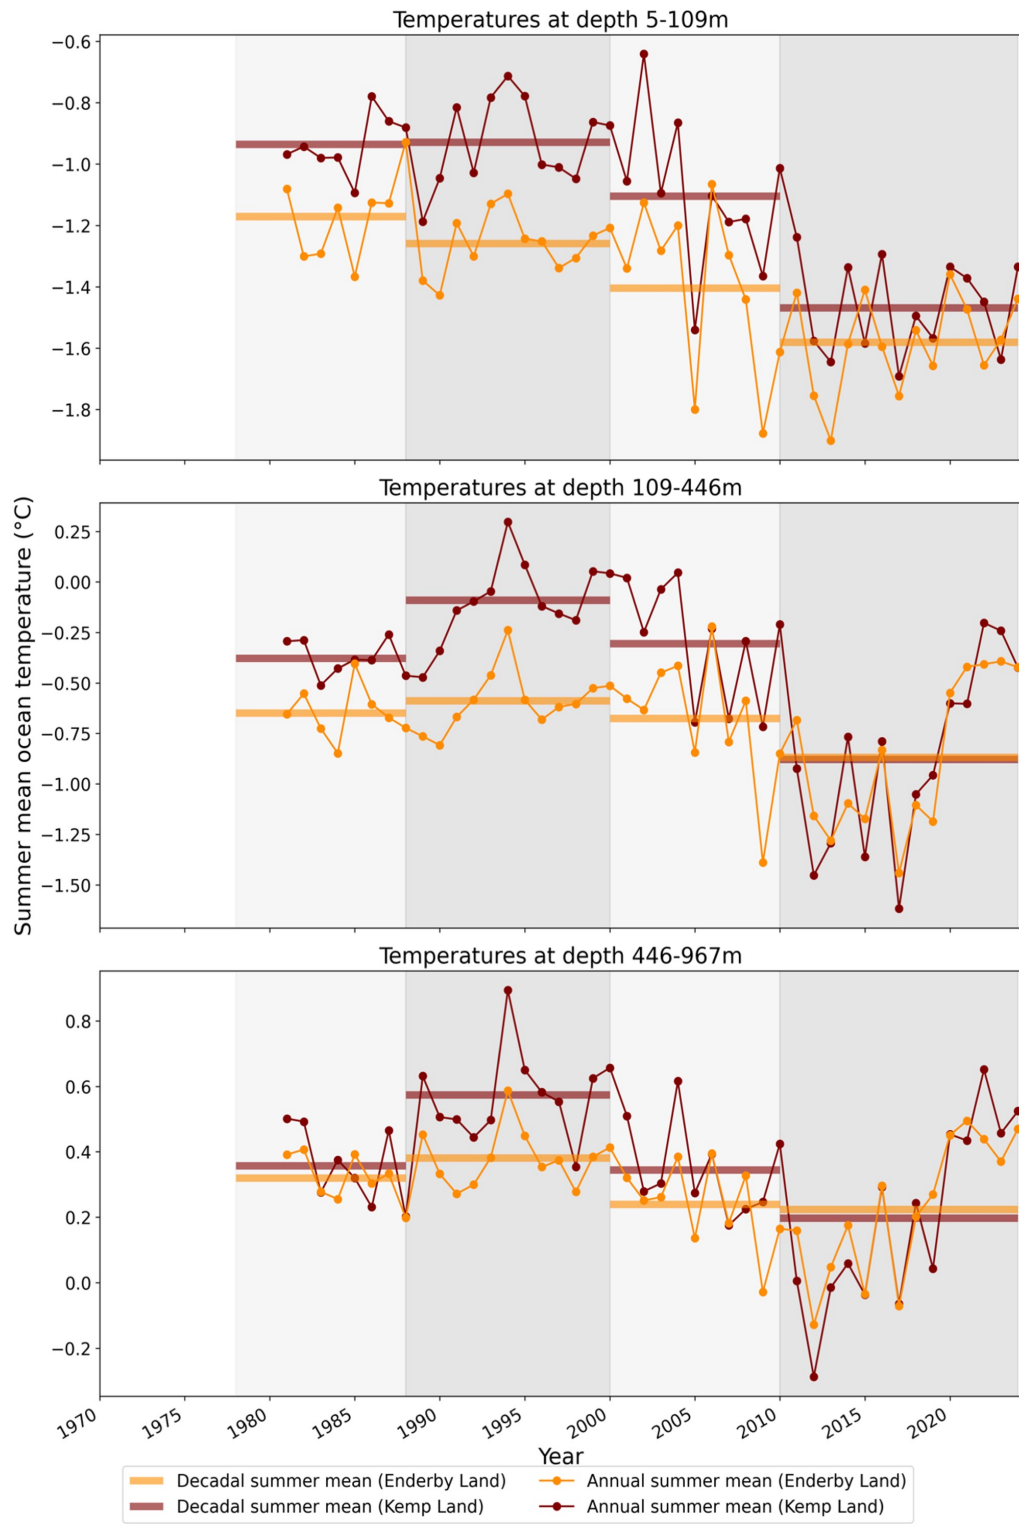 Temperatures at depth 5-109m
−0.6
−0.8
−1.0
−1.2
−1.4
−1.6
−1.8
Temperatures at depth 109-446m
Summer mean ocean temperature (°C)
0.25
0.00
−0.25
−0.50
−0.75
−1.00
−1.25
−1.50
Temperatures at depth 446-967m
0.8
0.6
0.4
0.2
0.0
−0.2
1970 1975 1980 1985 1990 1995 2000 2005 2010 2015 2020
Year
Decadal summer mean (Enderby Land) Annual summer mean (Enderby Land)
Decadal summer mean (Kemp Land) Annual summer mean (Kemp Land)